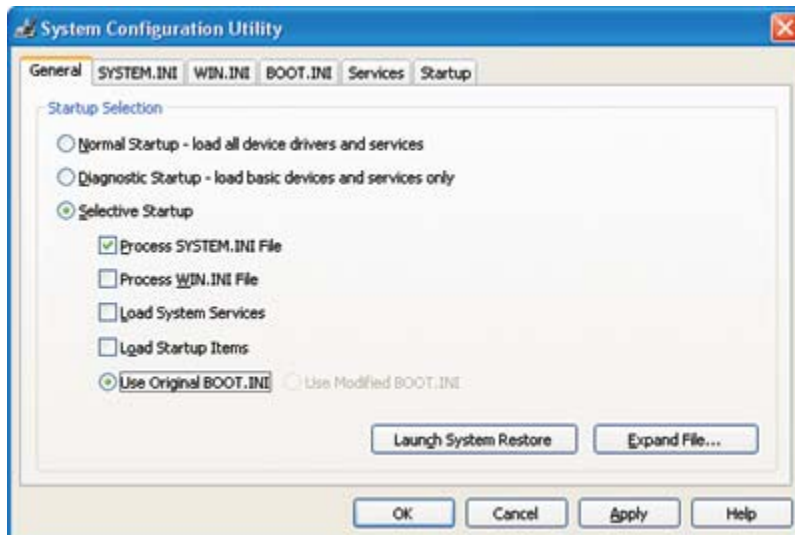 System Configuration Utility
General SYSTEM.INI WIN.INI BOOT.INI Services Startup
Startup Selection
Normal Startup - load all device drivers and services
Diagnostic Startup - load basic devices and services only
Selective Startup
Process SYSTEM.INI File
Process WIN.INI File
Load System Services
Load Startup Items
Use Original BOOT.INI Use Modified BOOT.INI
Launch System Restore Expand File...
OK Cancel Apply Help